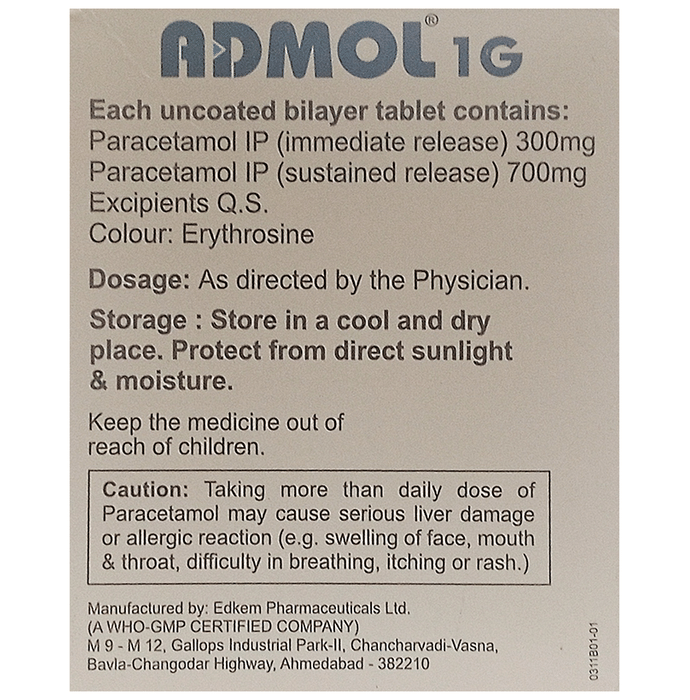 ADMOL® 1G
Each uncoated bilayer tablet contains:
Paracetamol IP (immediate release) 300mg
Paracetamol IP (sustained release) 700mg
Excipients Q.S.
Colour: Erythrosine
Dosage: As directed by the Physician.
Storage : Store in a cool and dry
place. Protect from direct sunlight
& moisture.
Keep the medicine out of
reach of children.
Caution: Taking more than daily dose of
Paracetamol may cause serious liver damage
or allergic reaction (e.g. swelling of face, mouth
& throat, difficulty in breathing, itching or rash.)
Manufactured by: Edkem Pharmaceuticals Ltd.
(A WHO-GMP CERTIFIED COMPANY)
M 9 - M 12, Gallops Industrial Park-II, Chancharvadi-Vasna,
Bavla-Changodar Highway, Ahmedabad - 382210
0311B01-01